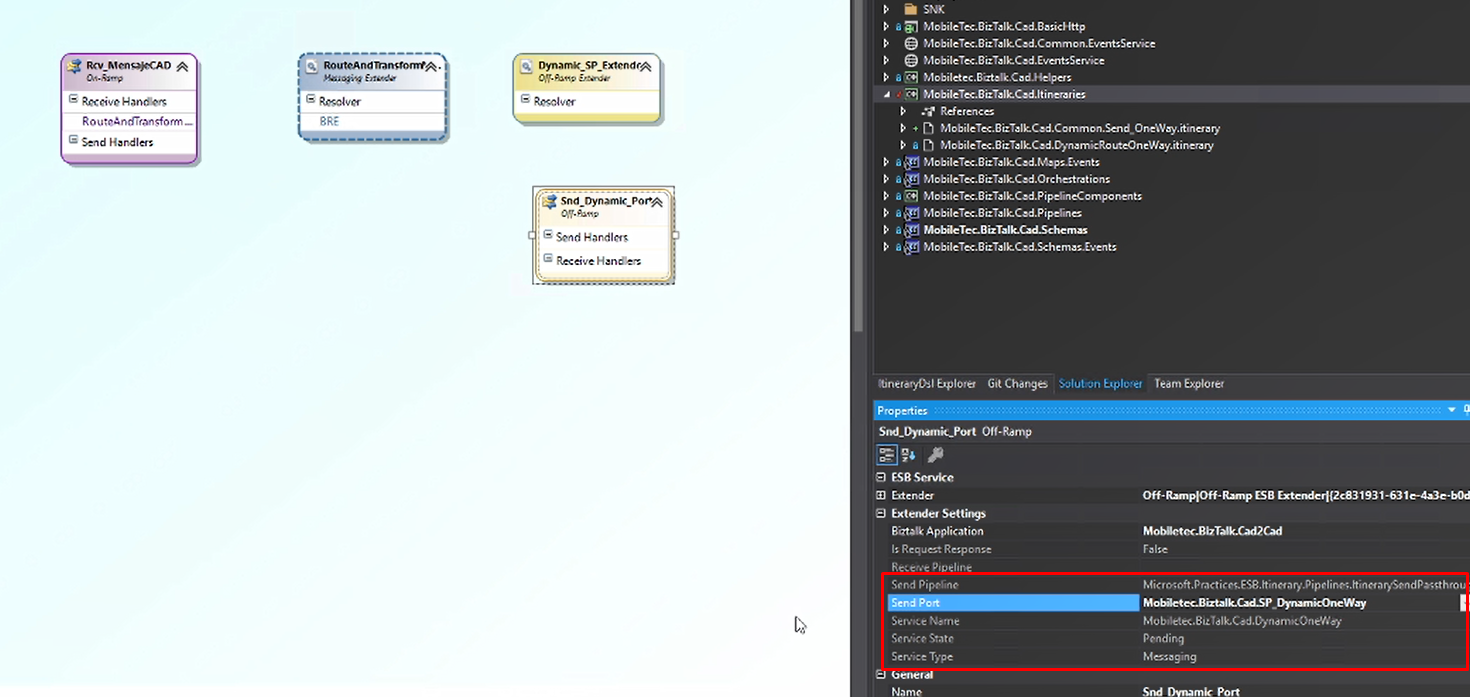 Rcv_MensajeCAD
On-Ramp
Receive Handlers
RouteAndTransform...
Send Handlers
RouteAndTransform...
Messaging Extender
Resolver
BRE
Dynamic_SP_Extende
Off-Ramp Extender
Resolver
Snd_Dynamic_Port
Off-Ramp
Send Handlers
Receive Handlers
SNK
MobileTec.BizTalk.Cad.BasicHttp
MobileTec.BizTalk.Cad.Common.EventsService
MobileTec.BizTalk.Cad.EventsService
Mobiletec.Biztalk.Cad.Helpers
MobileTec.BizTalk.Cad.Itineraries
References
MobileTec.BizTalk.Cad.Common.Send_OneWay.itinerary
MobileTec.BizTalk.Cad.DynamicRouteOneWay.itinerary
MobileTec.BizTalk.Cad.Maps.Events
MobileTec.BizTalk.Cad.Orchestrations
MobileTec.BizTalk.Cad.PipelineComponents
MobileTec.BizTalk.Cad.Pipelines
MobileTec.BizTalk.Cad.Schemas
MobileTec.BizTalk.Cad.Schemas.Events
ItineraryDsl Explorer Git Changes Solution Explorer Team Explorer
Properties
Snd_Dynamic_Port Off-Ramp
ESB Service
Extender Off-Ramp|Off-Ramp ESB Extender|{2c831931-631e-4a3e-b0d
Extender Settings
Biztalk Application Mobiletec.BizTalk.Cad2Cad
Is Request Response False
Receive Pipeline
Send Pipeline Microsoft.Practices.ESB.Itinerary.Pipelines.ItinerarySendPassthrou
Send Port Mobiletec.Biztalk.Cad.SP_DynamicOneWay
Service Name Mobiletec.BizTalk.Cad.DynamicOneWay
Service State Pending
Service Type Messaging
General
Name Snd_Dynamic_Port